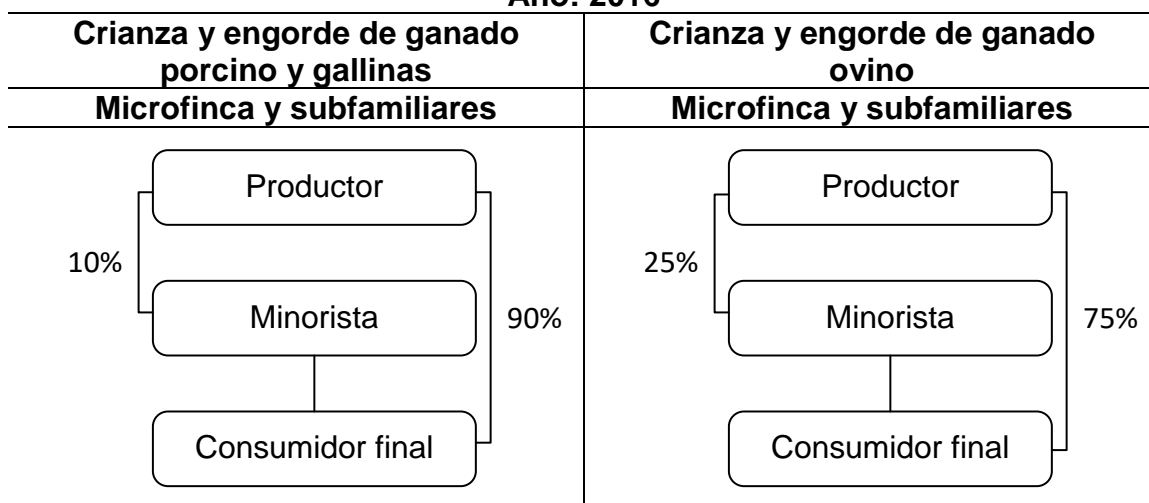 Crianza y engorde de ganado
porcino y gallinas
Crianza y engorde de ganado
ovino
Microfinca y subfamiliares
Microfinca y subfamiliares
Productor
10%
Minorista
90%
Consumidor final
Productor
25%
Minorista
75%
Consumidor final